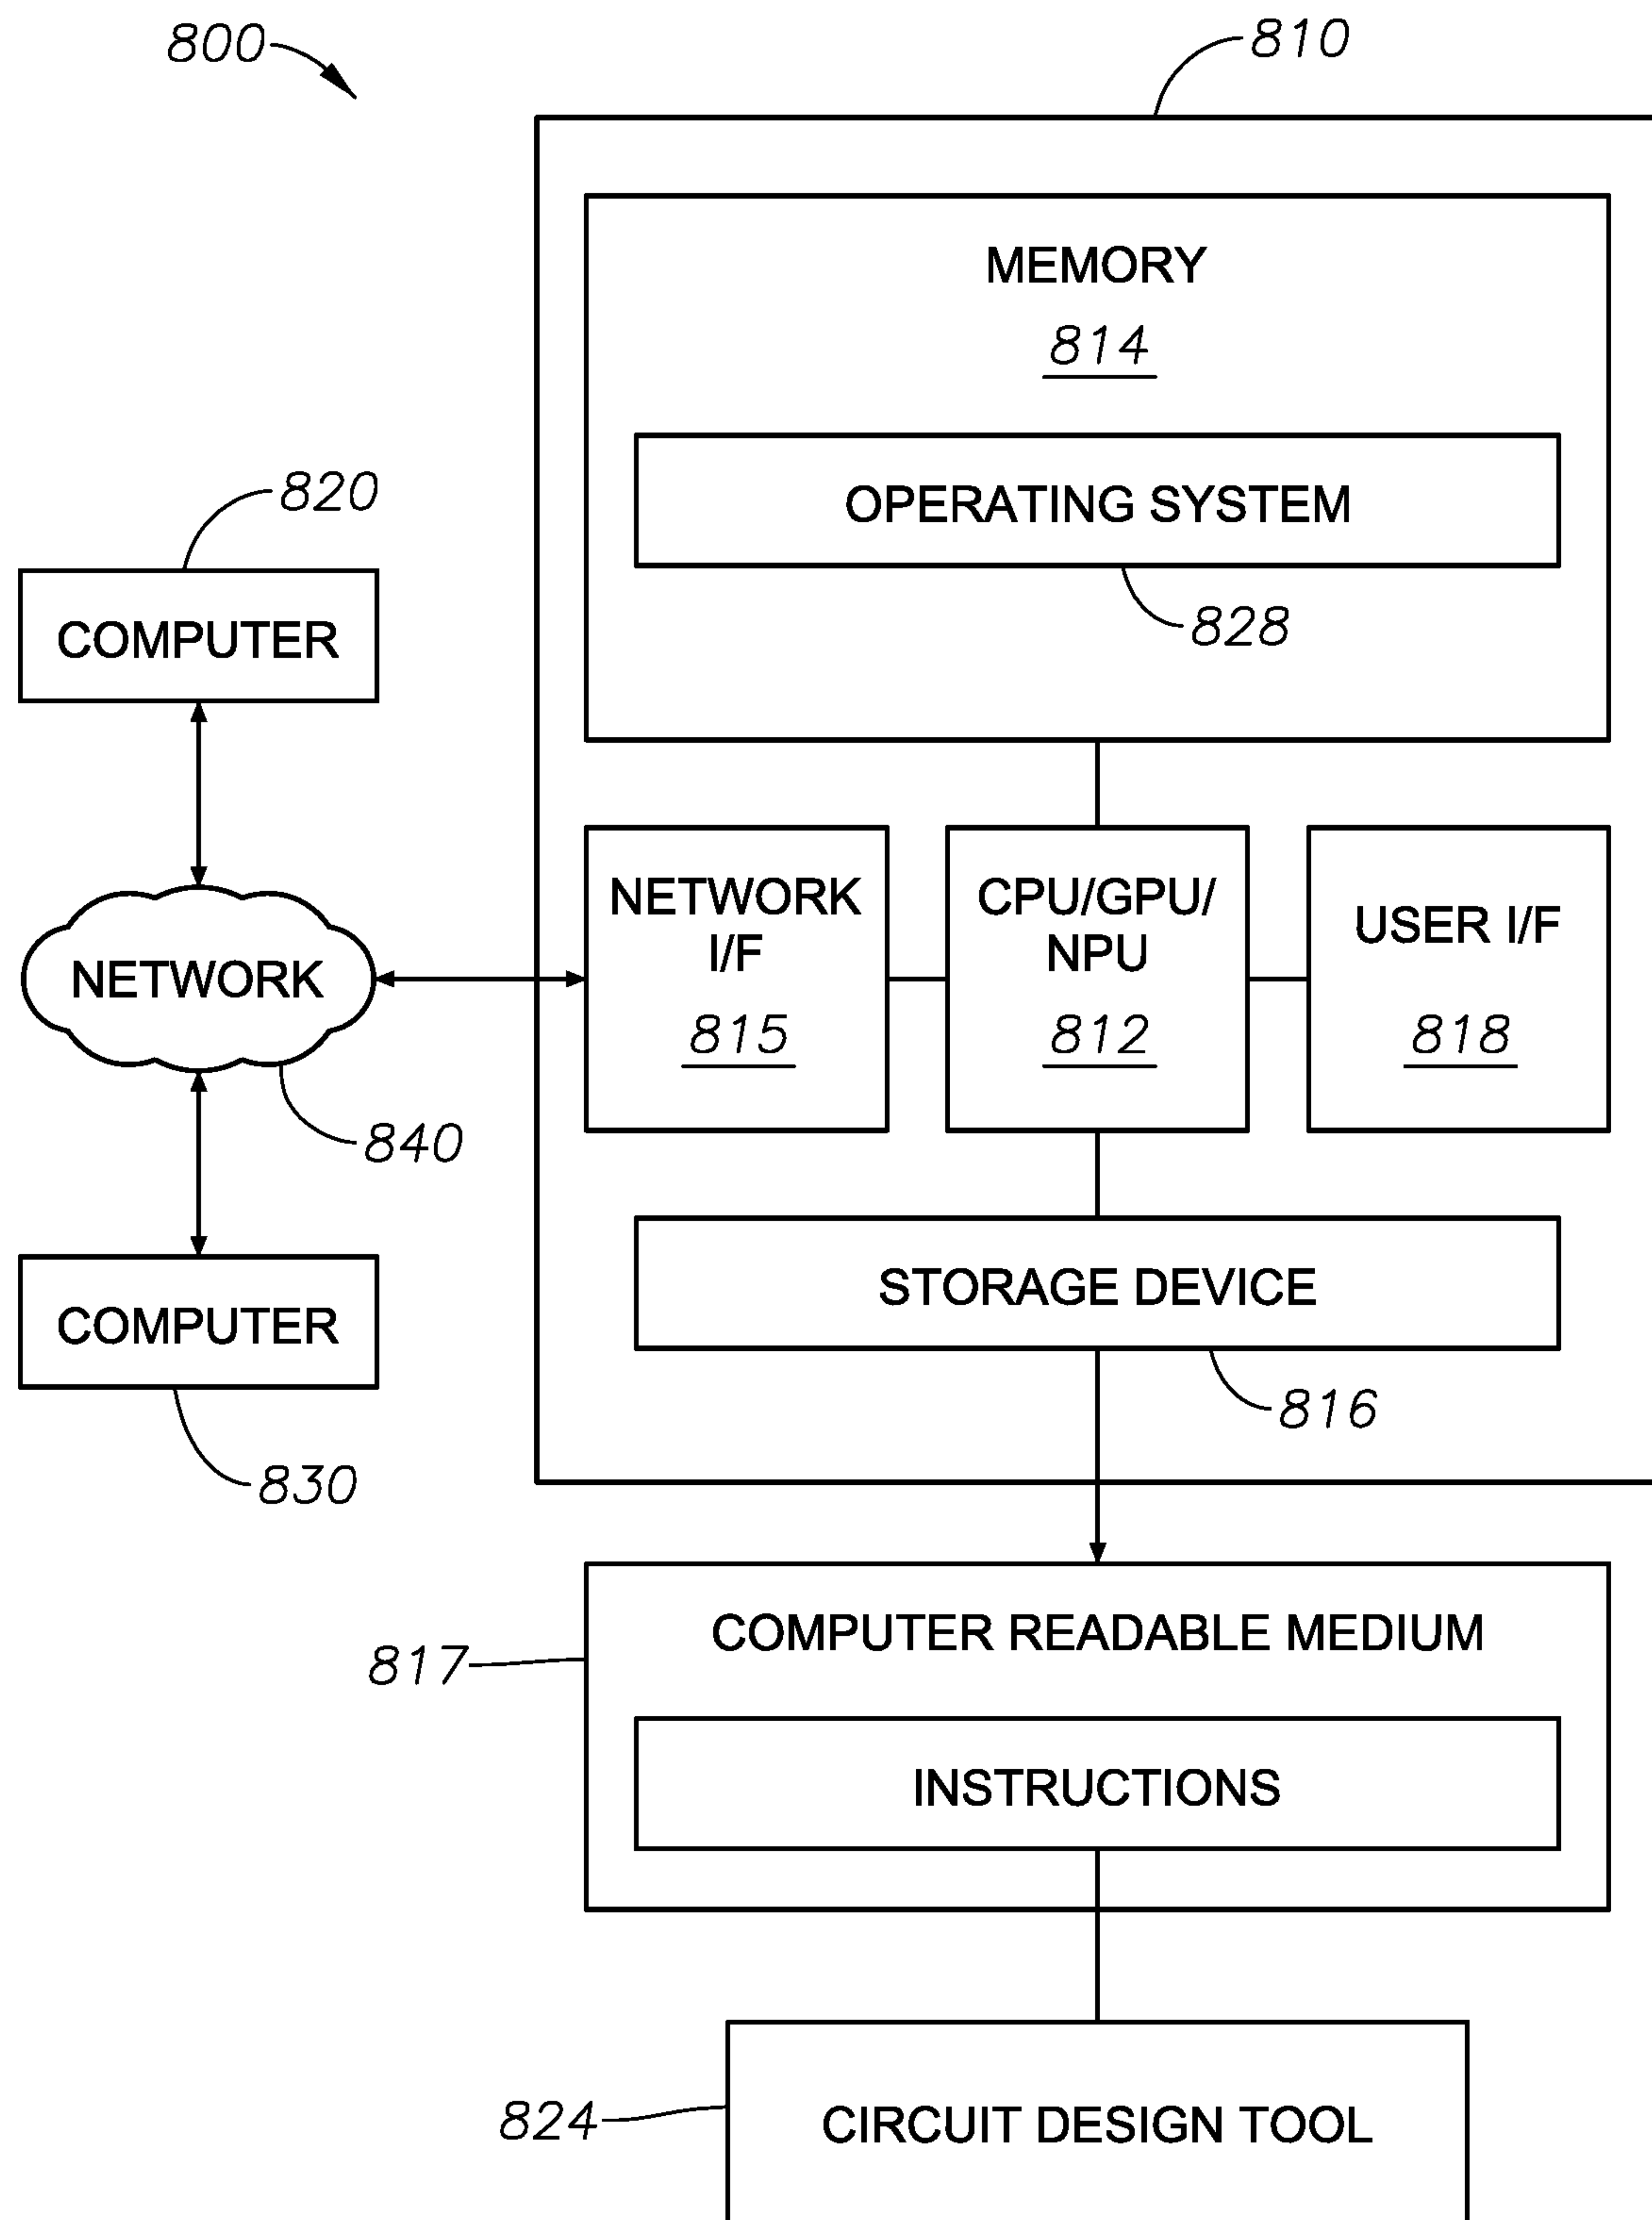 800
810
MEMORY
814
OPERATING SYSTEM
828
820
COMPUTER
NETWORK
840
COMPUTER
830
NETWORK
I/F
815
CPU/GPU/
NPU
812
USER I/F
818
STORAGE DEVICE
816
COMPUTER READABLE MEDIUM
817
INSTRUCTIONS
824
CIRCUIT DESIGN TOOL